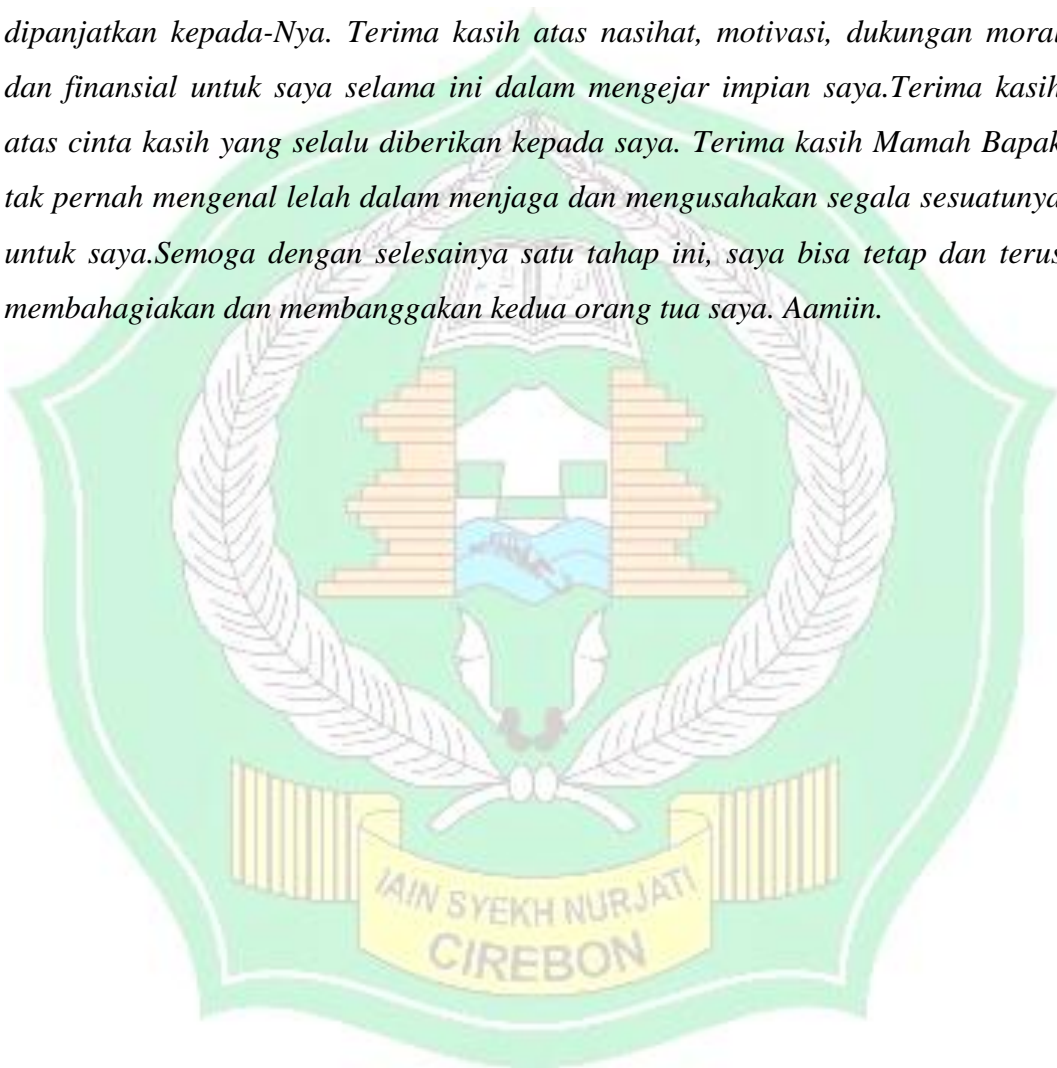 dipanjatkan kepada-Nya. Terima kasih atas nasihat, motivasi, dukungan moral
dan finansial untuk saya selama ini dalam mengejar impian saya.Terima kasih
atas cinta kasih yang selalu diberikan kepada saya. Terima kasih Mamah Bapak
tak pernah mengenal lelah dalam menjaga dan mengusahakan segala sesuatunya
untuk saya.Semoga dengan selesainya satu tahap ini, saya bisa tetap dan terus
membahagiakan dan membanggakan kedua orang tua saya. Aamiin.
IAIN SYEKH NURJATI
CIREBON